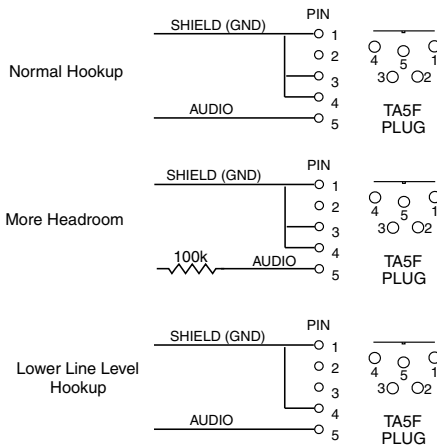 PIN
SHIELD (GND)
1
2
3
4
5
AUDIO
Normal Hookup
4 5 1
3 2
TA5F
PLUG
PIN
SHIELD (GND)
1
2
3
4
5
100k
AUDIO
More Headroom
4 5 1
3 2
TA5F
PLUG
PIN
SHIELD (GND)
1
2
3
4
5
AUDIO
Lower Line Level
Hookup
4 5 1
3 2
TA5F
PLUG